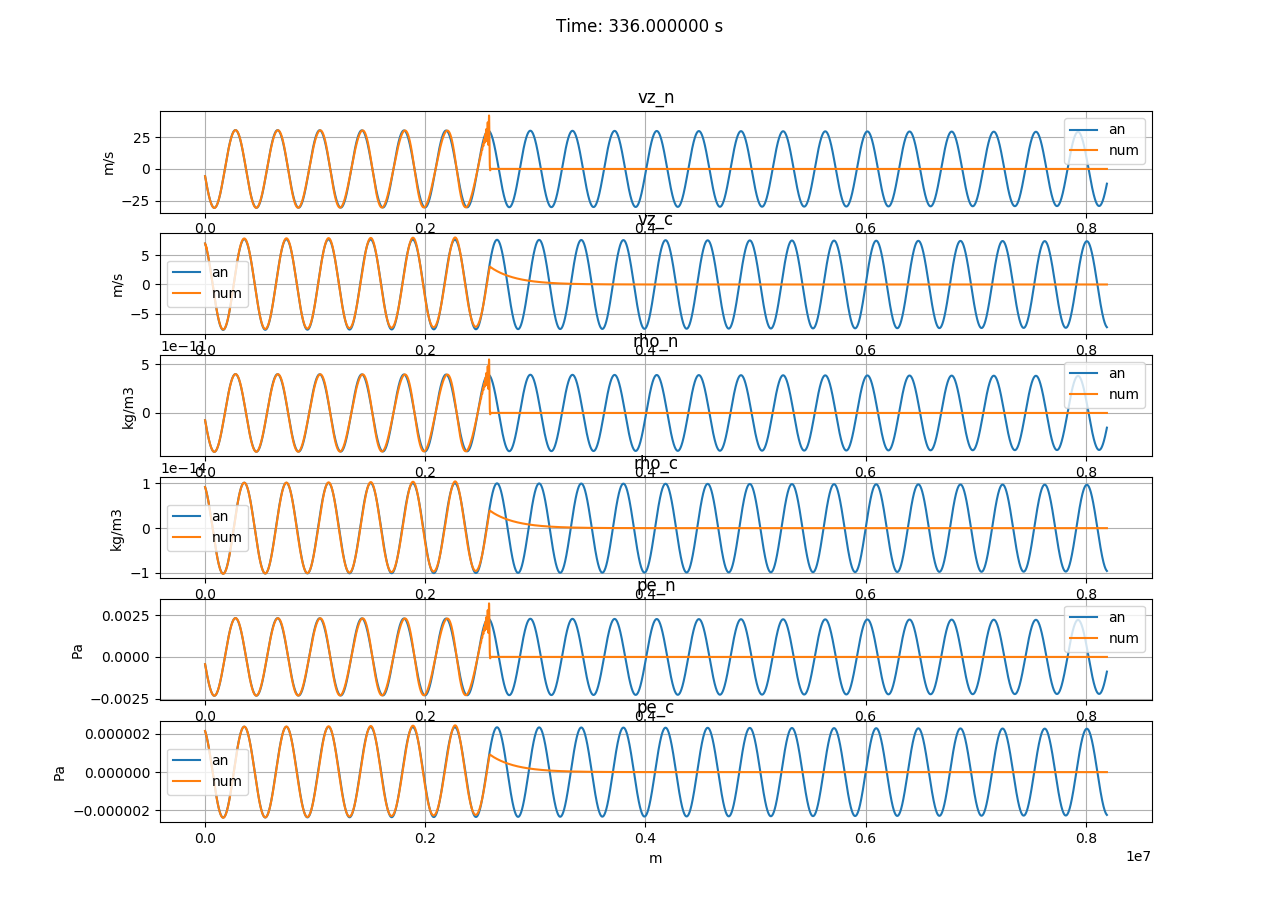 Time: 336.000000 s
vz_n
25
0
−25
m/s
an
num
0.0
0.2
0.4
0.6
0.8
vz_c
5
0
−5
m/s
an
num
0.0
0.2
0.4
0.6
0.8
1e−11
rho_n
5
0
kg/m3
an
num
0.0
0.2
0.4
0.6
0.8
1e−14
rho_c
1
0
−1
kg/m3
an
num
0.0
0.2
0.4
0.6
0.8
pe_n
0.0025
0.0000
−0.0025
Pa
an
num
0.0
0.2
0.4
0.6
0.8
pe_c
0.000002
0.000000
−0.000002
Pa
an
num
0.0
0.2
0.4
0.6
0.8
m
1e7